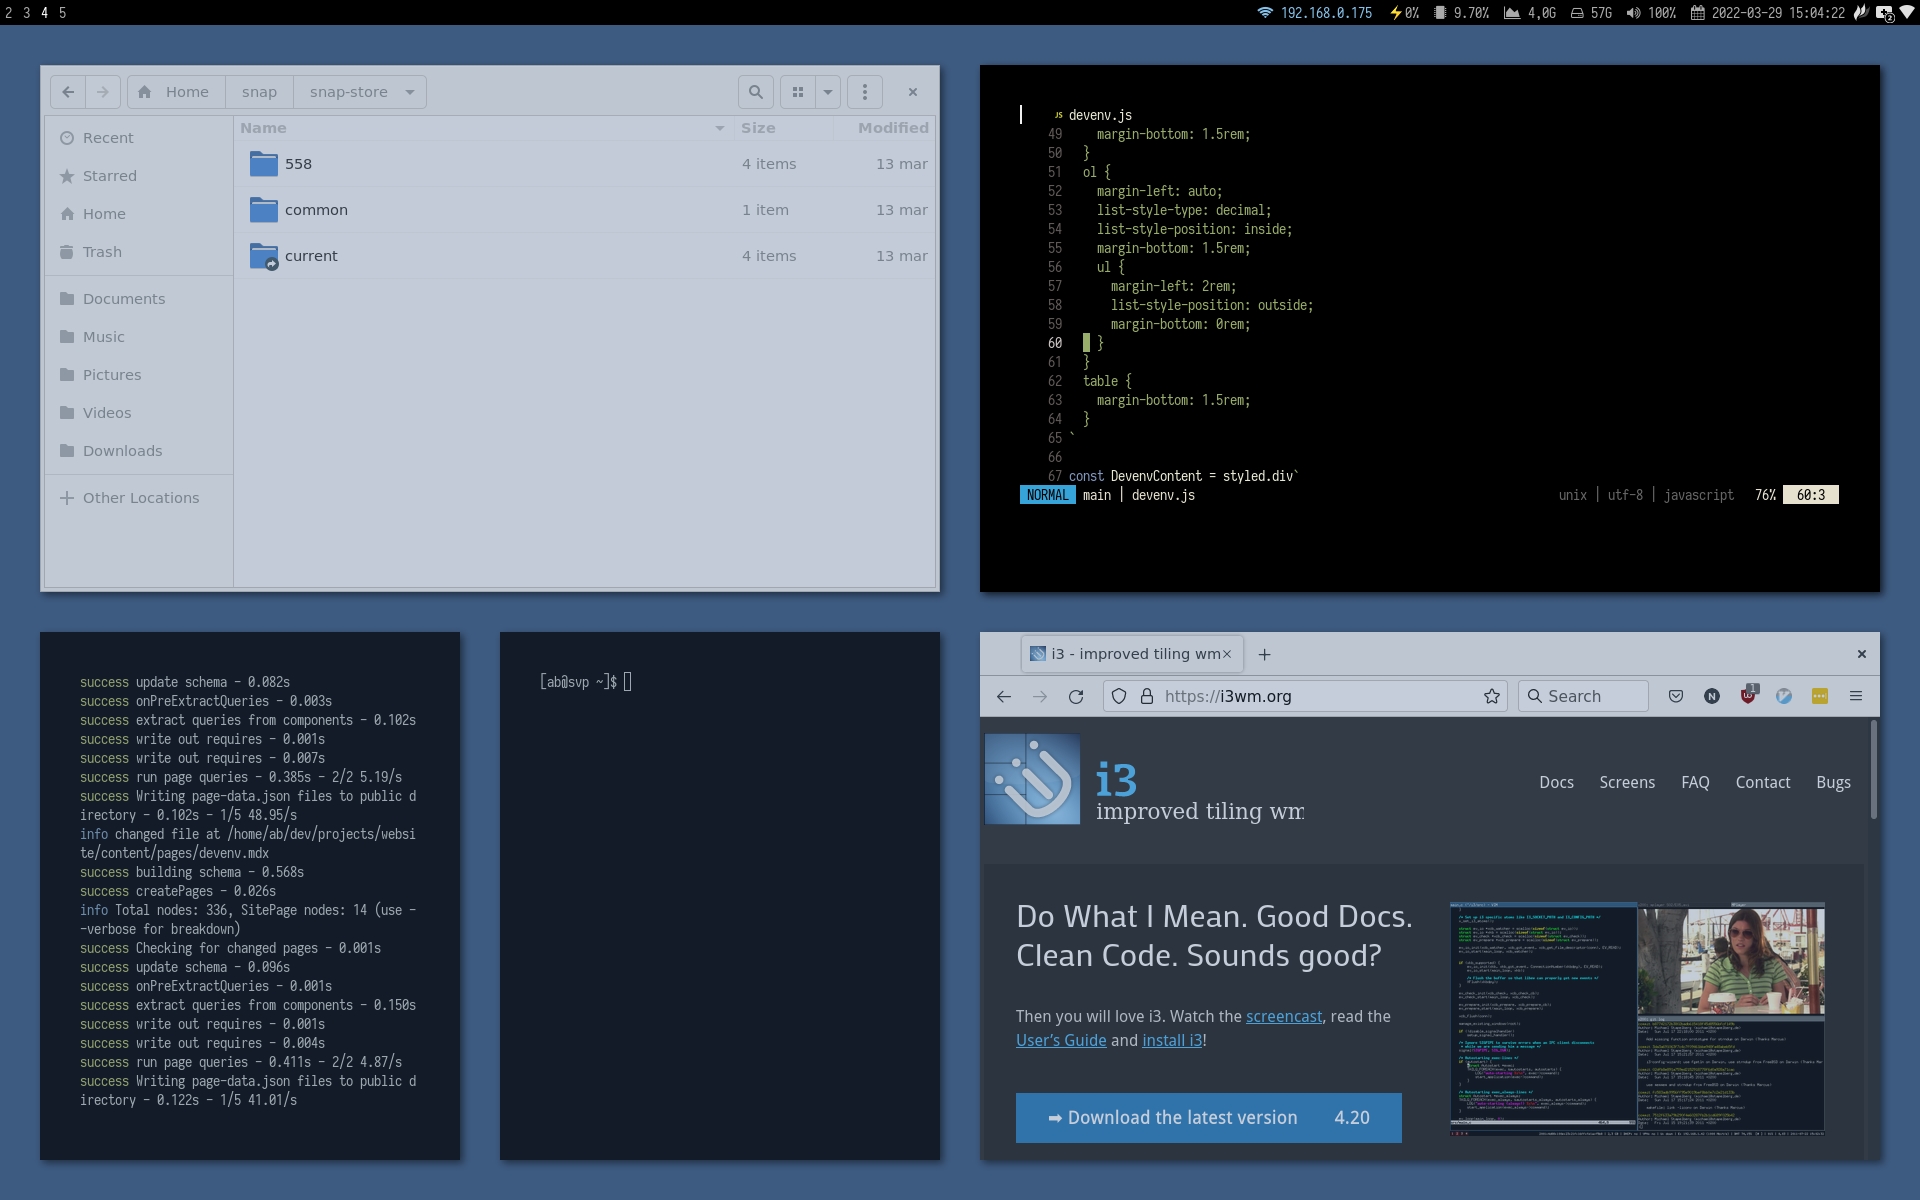 2 3 4 5
192.168.0.175 0% 9.70% 4,0G 57G 100% 2022-03-29 15:04:22
Home snap snap-store
Recent
Starred
Home
Trash
Documents
Music
Pictures
Videos
Downloads
Other Locations
Name Size Modified
558 4 items 13 mar
common 1 item 13 mar
current 4 items 13 mar
JS devenv.js
49 margin-bottom: 1.5rem;
50 }
51 ol {
52 margin-left: auto;
53 list-style-type: decimal;
54 list-style-position: inside;
55 margin-bottom: 1.5rem;
56 ul {
57 margin-left: 2rem;
58 list-style-position: outside;
59 margin-bottom: 0rem;
60 }
61 }
62 table {
63 margin-bottom: 1.5rem;
64 }
65 `
66
67 const DevenvContent = styled.div`
NORMAL main | devenv.js unix | utf-8 | javascript 76% 60:3
success update schema - 0.082s
success onPreExtractQueries - 0.003s
success extract queries from components - 0.102s
success write out requires - 0.001s
success write out requires - 0.007s
success run page queries - 0.385s - 2/2 5.19/s
success Writing page-data.json files to public d
irectory - 0.102s - 1/5 48.95/s
info changed file at /home/ab/dev/projects/websi
te/content/pages/devenv.mdx
success building schema - 0.568s
success createPages - 0.026s
info Total nodes: 336, SitePage nodes: 14 (use -
-verbose for breakdown)
success Checking for changed pages - 0.001s
success update schema - 0.096s
success onPreExtractQueries - 0.001s
success extract queries from components - 0.150s
success write out requires - 0.001s
success write out requires - 0.004s
success run page queries - 0.411s - 2/2 4.87/s
success Writing page-data.json files to public d
irectory - 0.122s - 1/5 41.01/s
[ab@svp ~]$
i3 - improved tiling wm
https://i3wm.org Search N 1
i3
improved tiling wm
Docs Screens FAQ Contact Bugs
Do What I Mean. Good Docs.
Clean Code. Sounds good?
Then you will love i3. Watch the screencast, read the
User's Guide and install i3!
➡ Download the latest version 4.20